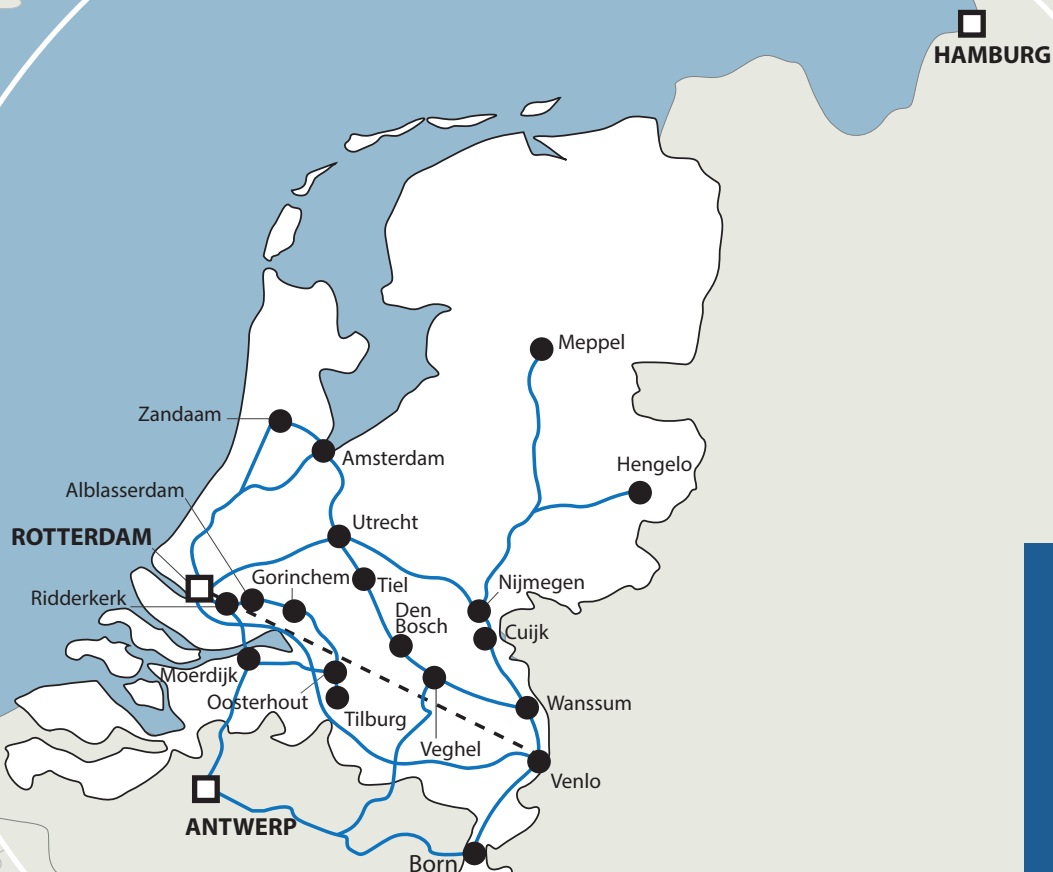 HAMBURG
Meppel
Zandaam
Amsterdam
Hengelo
Alblasserdam
Utrecht
ROTTERDAM
Gorinchem
Tiel
Nijmegen
Ridderkerk
Den
Bosch
Cuijk
Moerdijk
Oosterhout
Wanssum
Tilburg
Veghel
Venlo
ANTWERP
Born